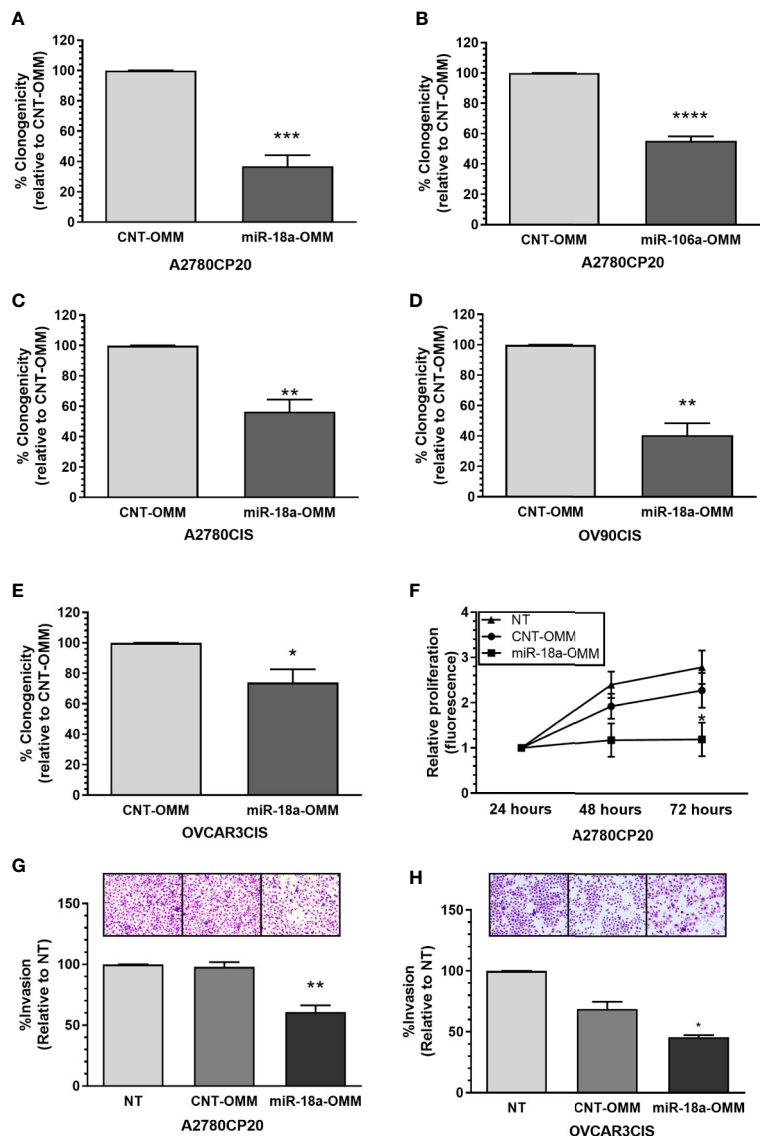 A
% Clonogenicity
(relative to CNT-OMM)
120
100
80
60
40
20
0
***
CNT-OMM miR-18a-OMM
A2780CP20
B
% Clonogenicity
(relative to CNT-OMM)
120
100
80
60
40
20
0
****
CNT-OMM miR-106a-OMM
A2780CP20
C
% Clonogenicity
(relative to CNT-OMM)
120
100
80
60
40
20
0
**
CNT-OMM miR-18a-OMM
A2780CIS
D
% Clonogenicity
(relative to CNT-OMM)
120
100
80
60
40
20
0
**
CNT-OMM miR-18a-OMM
OV90CIS
E
% Clonogenicity
(relative to CNT-OMM)
120
100
80
60
40
20
0
*
CNT-OMM miR-18a-OMM
OVCAR3CIS
F
Relative proliferation
(fluorescence)
4
3
2
1
0
NT
CNT-OMM
miR-18a-OMM
*
24 hours 48 hours 72 hours
A2780CP20
G
%Invasion
(Relative to NT)
150
100
50
0
**
NT CNT-OMM miR-18a-OMM
A2780CP20
H
%Invasion
(Relative to NT)
150
100
50
0
*
NT CNT-OMM miR-18a-OMM
OVCAR3CIS